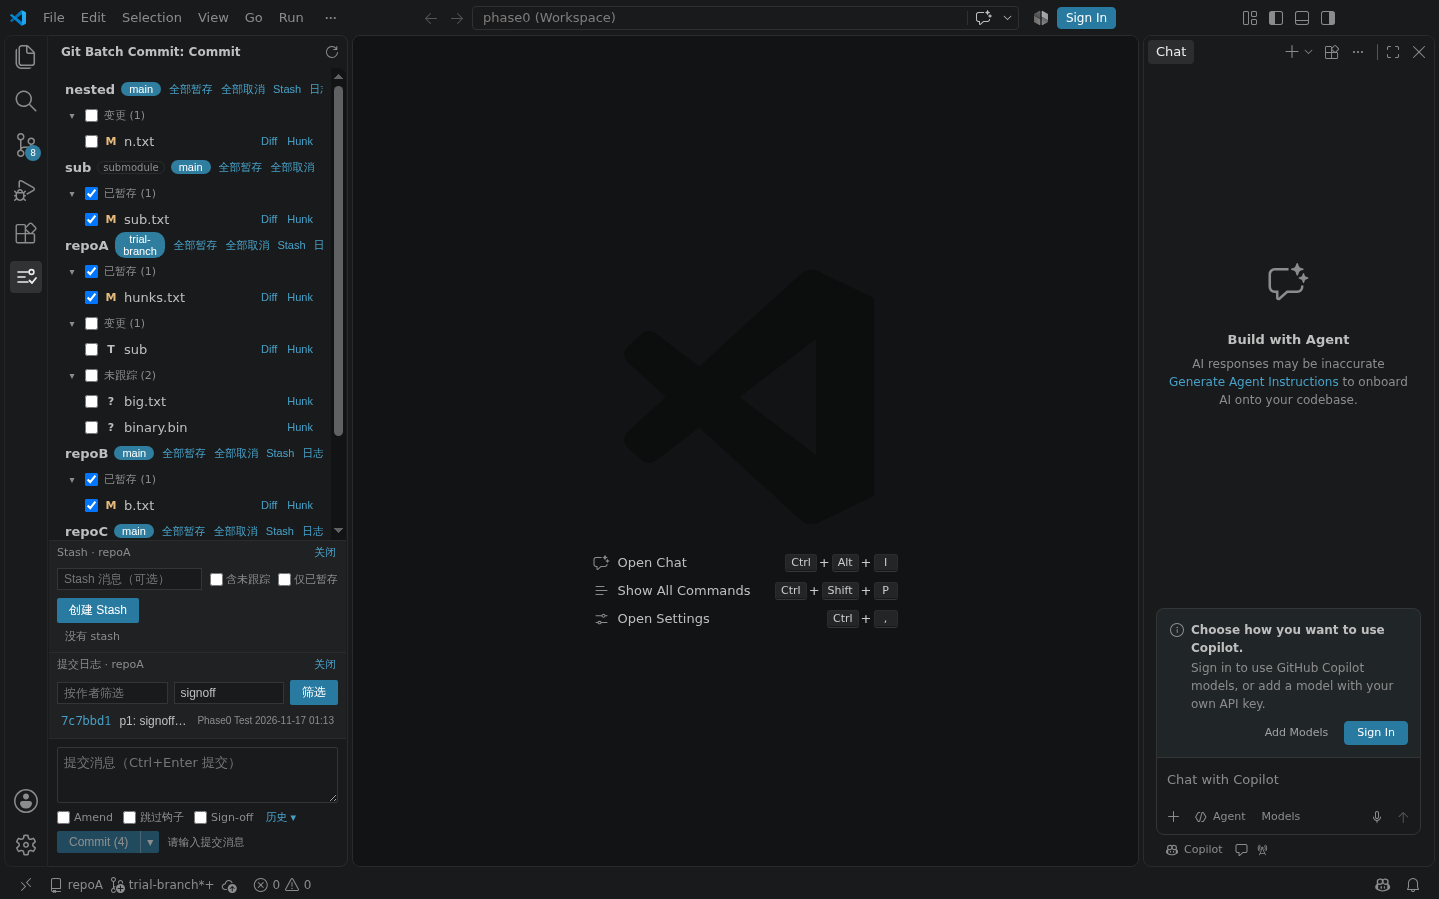 File Edit Selection View Go Run ···
phase0 (Workspace)
Sign In
Git Batch Commit: Commit
nested main 全部暂存 全部取消 Stash
变更 (1)
M n.txt Diff Hunk
sub submodule main 全部暂存 全部取消
已暂存 (1)
M sub.txt Diff Hunk
repoA trial-branch 全部暂存 全部取消 Stash 日
已暂存 (1)
M hunks.txt Diff Hunk
变更 (1)
T sub Diff Hunk
未跟踪 (2)
? big.txt Hunk
? binary.bin Hunk
repoB main 全部暂存 全部取消 Stash 日志
已暂存 (1)
M b.txt Diff Hunk
repoC main 全部暂存 全部取消 Stash 日志
Stash · repoA 关闭
Stash 消息（可选） 含未跟踪 仅已暂存
创建 Stash
没有 stash
提交日志 · repoA 关闭
按作者筛选 signoff 筛选
7c7bbd1 p1: signoff… Phase0 Test 2026-11-17 01:13
提交消息（Ctrl+Enter 提交）
Amend 跳过钩子 Sign-off 历史 ▾
Commit (4) ▾ 请输入提交消息
8
Open Chat Ctrl + Alt + I
Show All Commands Ctrl + Shift + P
Open Settings Ctrl + ,
Chat
Build with Agent
AI responses may be inaccurate
Generate Agent Instructions to onboard
AI onto your codebase.
Choose how you want to use
Copilot.
Sign in to use GitHub Copilot
models, or add a model with your
own API key.
Add Models Sign In
Chat with Copilot
Agent Models
Copilot
repoA trial-branch*+ 0 0